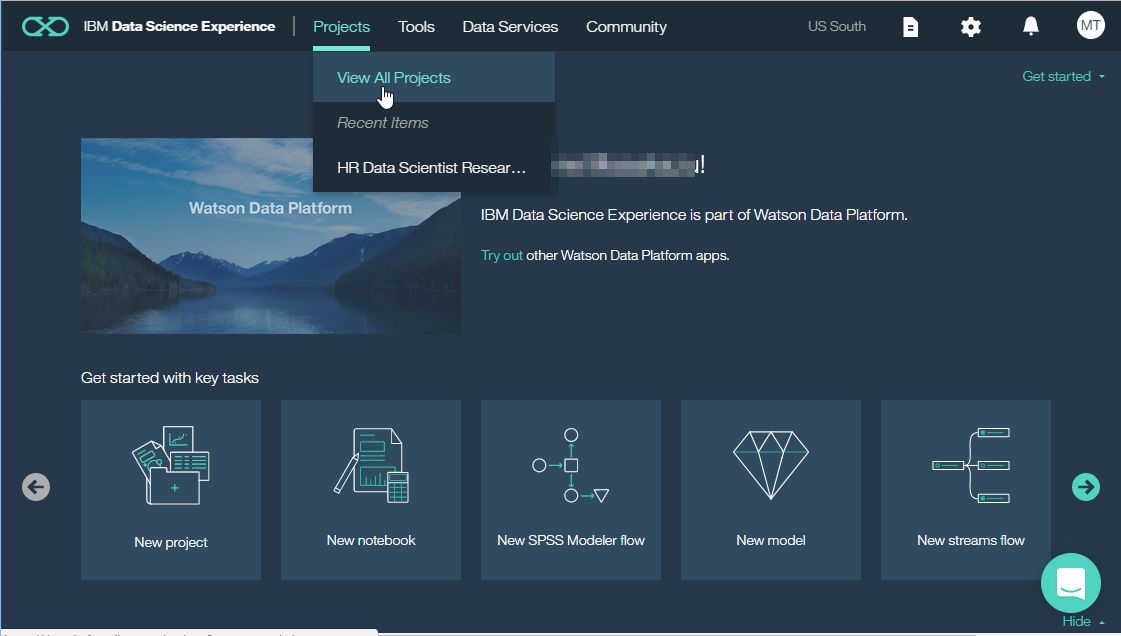 IBM Data Science Experience
Projects Tools Data Services Community
US South
MT
View All Projects
Get started
Recent Items
HR Data Scientist Resear...
!
Watson Data Platform
IBM Data Science Experience is part of Watson Data Platform.
Try out other Watson Data Platform apps.
Get started with key tasks
New project
New notebook
New SPSS Modeler flow
New model
New streams flow
Hide